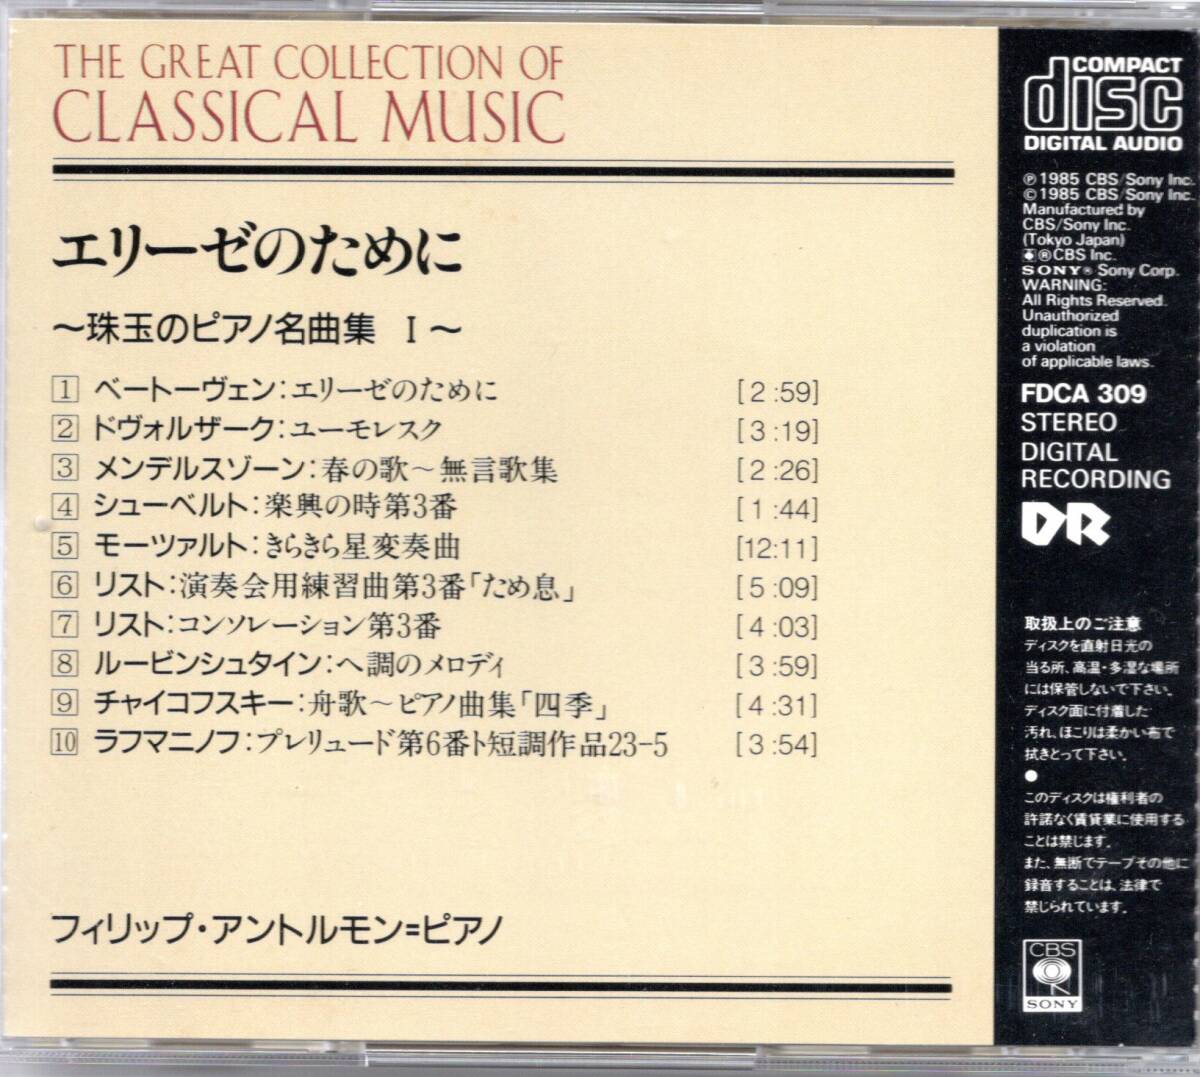 THE GREAT COLLECTION OF
CLASSICAL MUSIC
エリーゼのために
〜珠玉のピアノ名曲集 I〜
1 ベートーヴェン:エリーゼのために [2:59]
2 ドヴォルザーク:ユーモレスク [3:19]
3 メンデルスゾーン:春の歌〜無言歌集 [2:26]
4 シューベルト:楽興の時第3番 [1:44]
5 モーツァルト:きらきら星変奏曲 [12:11]
6 リスト:演奏会用練習曲第3番「ため息」 [5:09]
7 リスト:コンソレーション第3番 [4:03]
8 ルービンシュタイン:ヘ調のメロディ [3:59]
9 チャイコフスキー:舟歌〜ピアノ曲集「四季」 [4:31]
10 ラフマニノフ:プレリュード第6番ト短調作品23-5 [3:54]
フィリップ・アントルモン=ピアノ
COMPACT
disc
DIGITAL AUDIO
℗1985 CBS/Sony Inc.
©1985 CBS/Sony Inc.
Manufactured by
CBS/Sony Inc.
(Tokyo Japan)
®CBS Inc.
SONY® Sony Corp.
WARNING:
All Rights Reserved.
Unauthorized
duplication is
a violation
of applicable laws.
FDCA 309
STEREO
DIGITAL
RECORDING
DR
取扱上のご注意
ディスクを直射日光の
当る所、高温・多湿な場所
には保管しないで下さい。
ディスク面に付着した
汚れ、ほこりは柔かい布で
拭きとって下さい。
●
このディスクは権利者の
許諾なく賃貸業に使用する
ことは禁じます。
また、無断でテープその他に
録音することは、法律で
禁じられています。
CBS
SONY